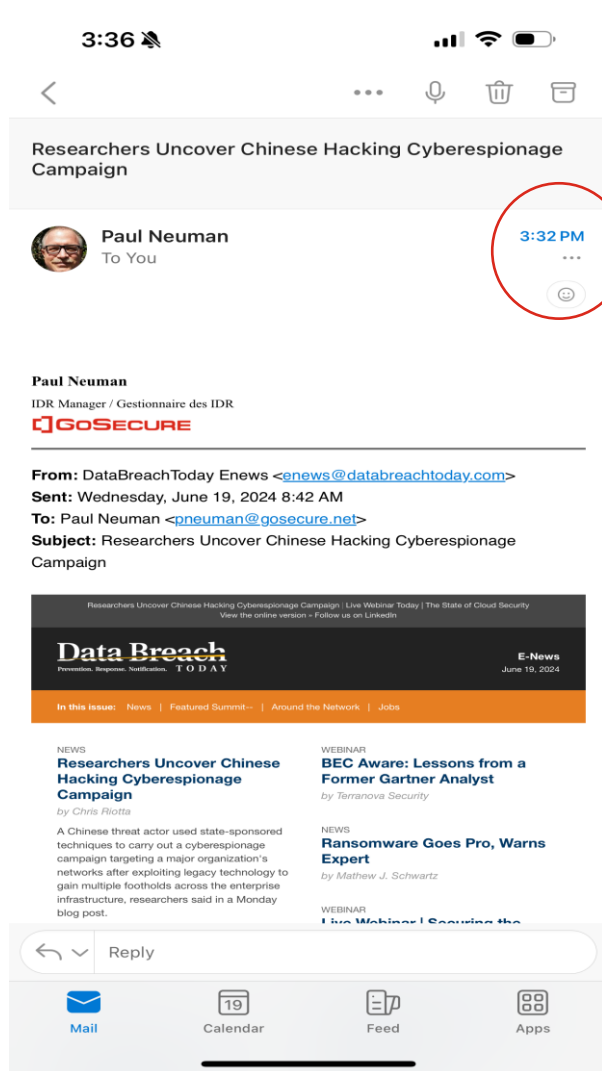 3:36
Researchers Uncover Chinese Hacking Cyberespionage
Campaign
Paul Neuman
To You
3:32 PM
Paul Neuman
IDR Manager / Gestionnaire des IDR
GOSECURE
From: DataBreachToday Enews <enews@databreachtoday.com>
Sent: Wednesday, June 19, 2024 8:42 AM
To: Paul Neuman <pneuman@gosecure.net>
Subject: Researchers Uncover Chinese Hacking Cyberespionage
Campaign
Researchers Uncover Chinese Hacking Cyberespionage Campaign | Live Webinar Today | The State of Cloud Security
View the online version - Follow us on LinkedIn
Data Breach
Prevention. Response. Notification. TODAY
E-News
June 19, 2024
In this issue: News | Featured Summit-- | Around the Network | Jobs
NEWS
Researchers Uncover Chinese
Hacking Cyberespionage
Campaign
by Chris Riotta
A Chinese threat actor used state-sponsored
techniques to carry out a cyberespionage
campaign targeting a major organization's
networks after exploiting legacy technology to
gain multiple footholds across the enterprise
infrastructure, researchers said in a Monday
blog post.
WEBINAR
BEC Aware: Lessons from a
Former Gartner Analyst
by Terranova Security
NEWS
Ransomware Goes Pro, Warns
Expert
by Mathew J. Schwartz
WEBINAR
Live Webinar | Securing the
Reply
Mail
19
Calendar
Feed
Apps